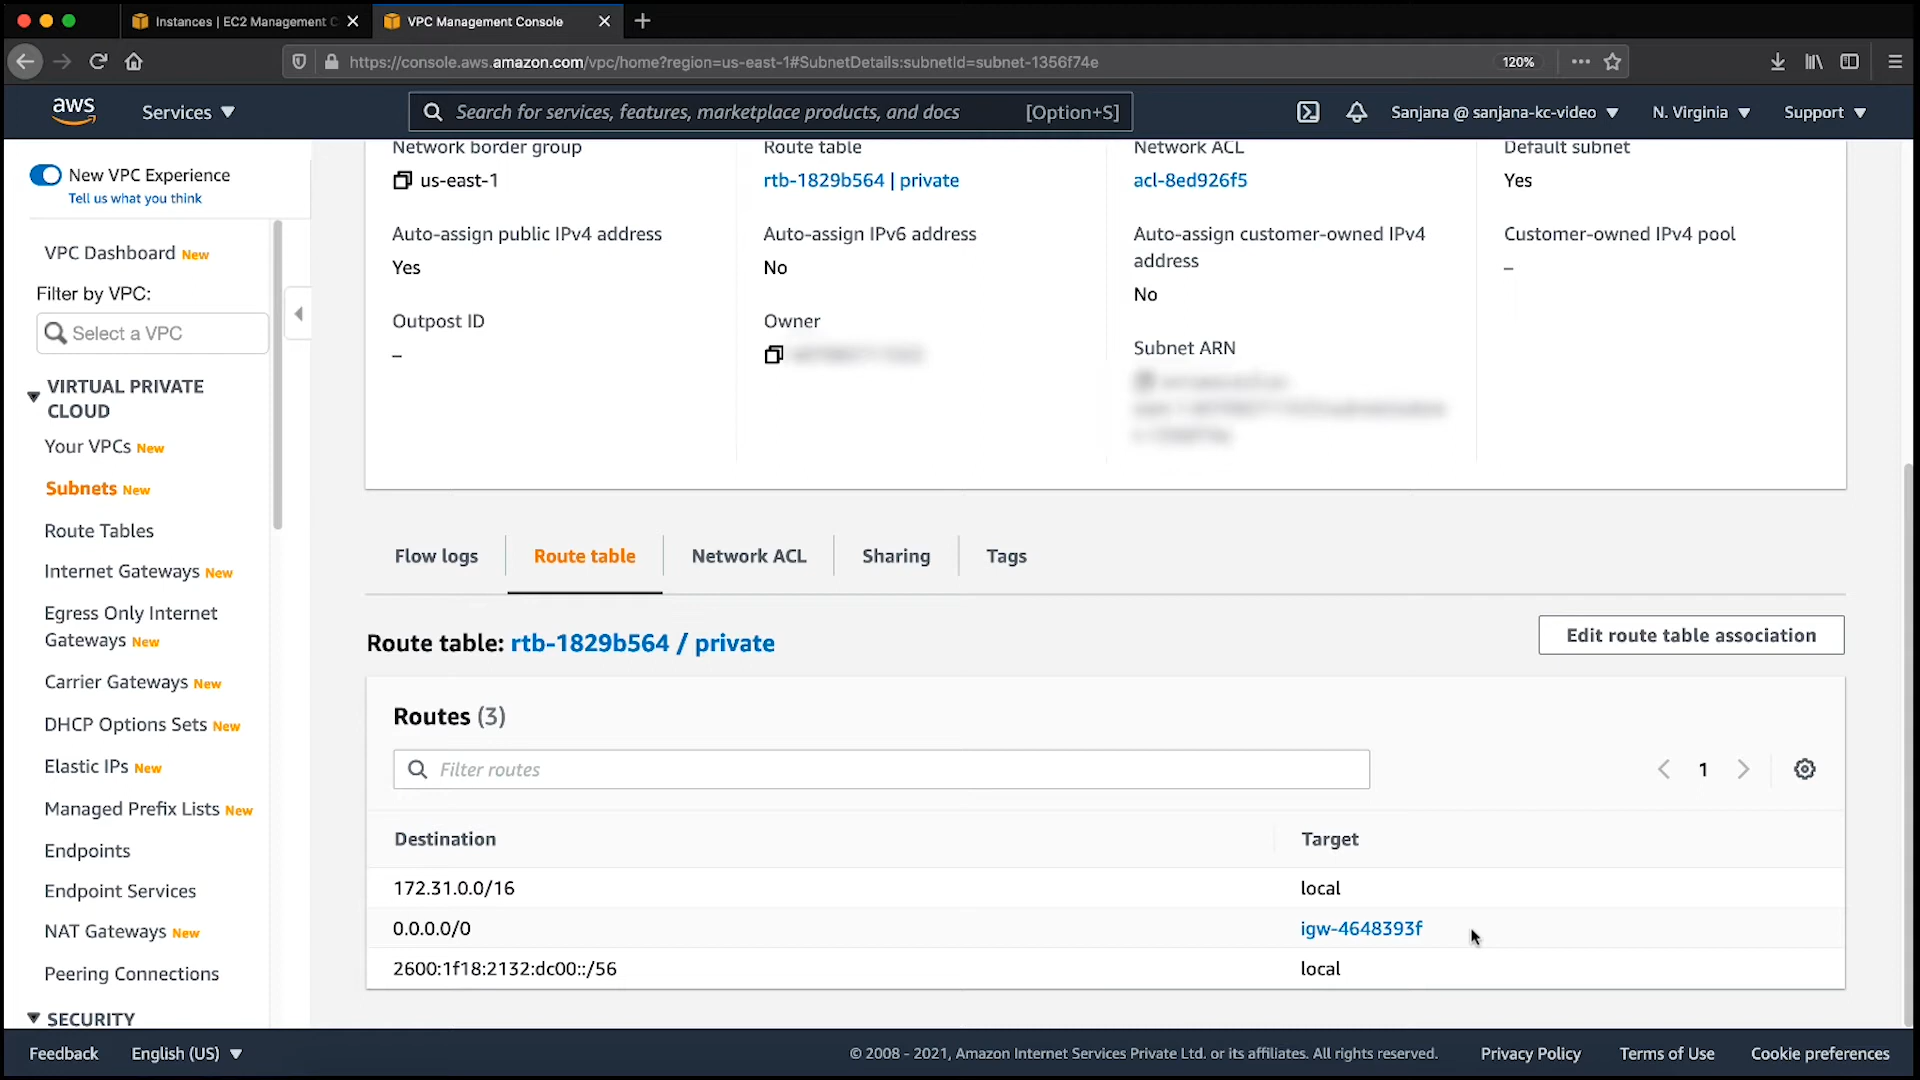 Instances | EC2 Management C
VPC Management Console
https://console.aws.amazon.com/vpc/home?region=us-east-1#SubnetDetails:subnetId=subnet-1356f74e
120%
aws
Services
Search for services, features, marketplace products, and docs
[Option+S]
Sanjana @ sanjana-kc-video
N. Virginia
Support
New VPC Experience
Tell us what you think
VPC Dashboard New
Filter by VPC:
Select a VPC
VIRTUAL PRIVATE
CLOUD
Your VPCs New
Subnets New
Route Tables
Internet Gateways New
Egress Only Internet
Gateways New
Carrier Gateways New
DHCP Options Sets New
Elastic IPs New
Managed Prefix Lists New
Endpoints
Endpoint Services
NAT Gateways New
Peering Connections
SECURITY
Network border group
us-east-1
Route table
rtb-1829b564 | private
Network ACL
acl-8ed926f5
Default subnet
Yes
Auto-assign public IPv4 address
Yes
Auto-assign IPv6 address
No
Auto-assign customer-owned IPv4
address
No
Customer-owned IPv4 pool
–
Outpost ID
–
Owner
Subnet ARN
Flow logs
Route table
Network ACL
Sharing
Tags
Route table: rtb-1829b564 / private
Edit route table association
Routes (3)
Filter routes
1
Destination
Target
172.31.0.0/16
local
0.0.0.0/0
igw-4648393f
2600:1f18:2132:dc00::/56
local
Feedback
English (US)
© 2008 - 2021, Amazon Internet Services Private Ltd. or its affiliates. All rights reserved.
Privacy Policy
Terms of Use
Cookie preferences